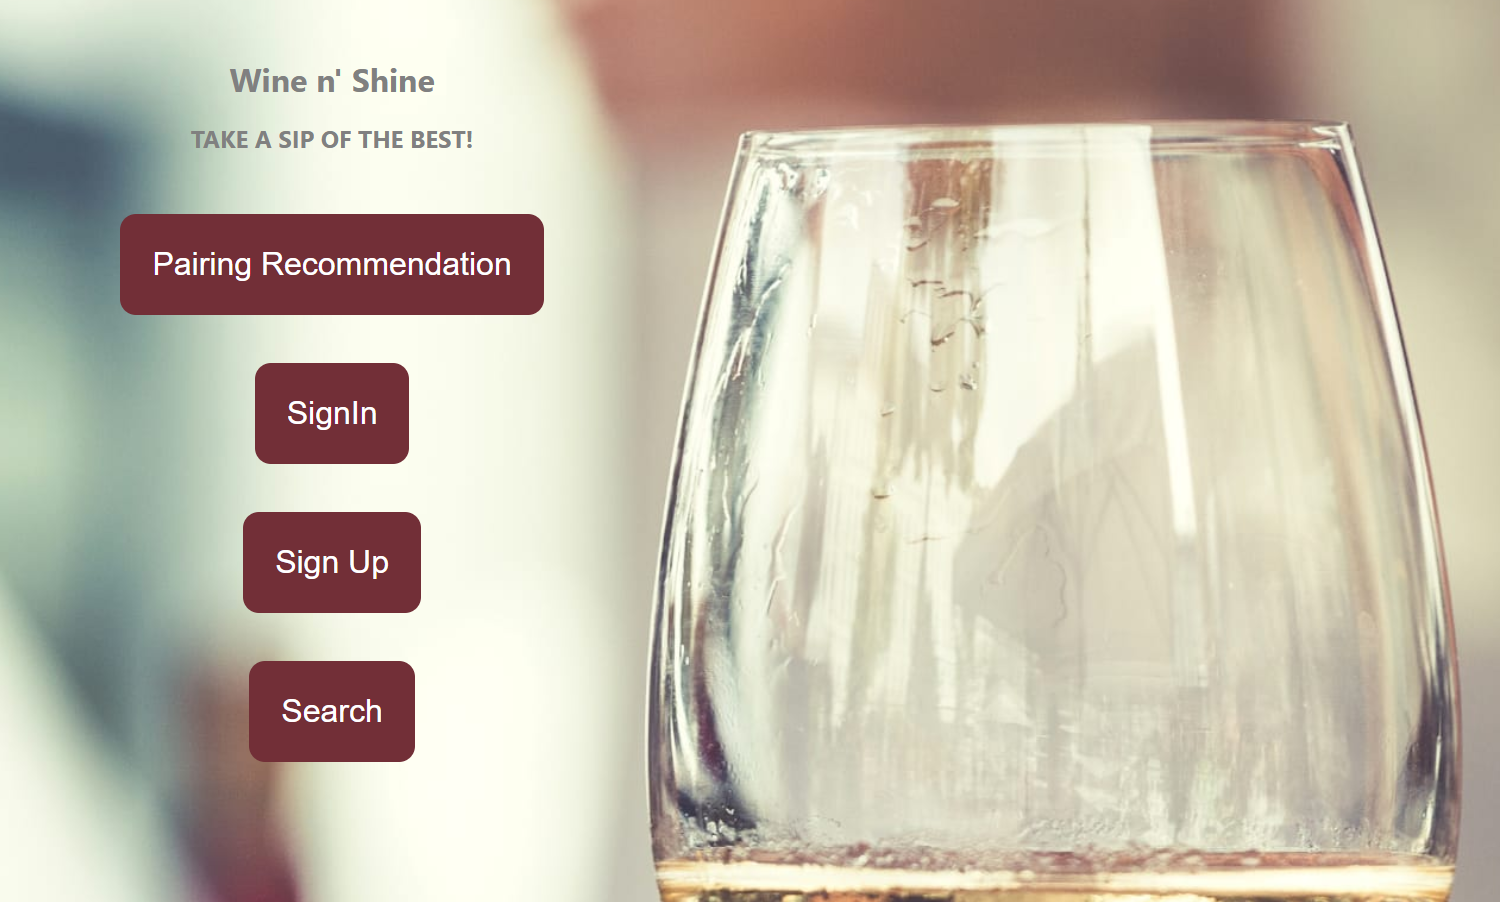 Wine n' Shine
TAKE A SIP OF THE BEST!
Pairing Recommendation
SignIn
Sign Up
Search